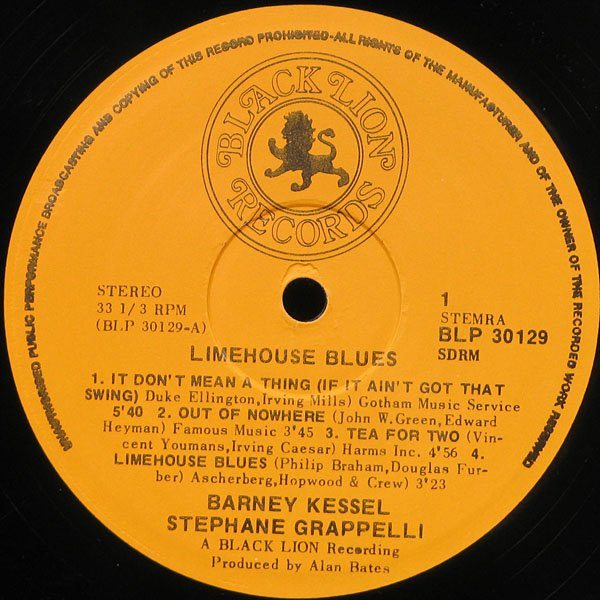 UNAUTHORISED PUBLIC PERFORMANCE BROADCASTING AND COPYING OF THIS RECORD PROHIBITED-ALL RIGHTS OF THE MANUFACTURER AND OF THE OWNER OF THE RECORDED WORK RESERVED
BLACK LION
RECORDS
STEREO
33 1/3 RPM
(BLP 30129-A)
1
STEMRA
BLP 30129
SDRM
LIMEHOUSE BLUES
1. IT DON'T MEAN A THING (IF IT AIN'T GOT THAT
SWING) Duke Ellington,Irving Mills) Gotham Music Service
5'40 2. OUT OF NOWHERE (John W.Green, Edward
Heyman) Famous Music 3'45 3. TEA FOR TWO (Vin-
cent Youmans,Irving Caesar) Harms Inc. 4'56 4.
LIMEHOUSE BLUES (Philip Braham,Douglas Fur-
ber) Ascherberg,Hopwood & Crew) 3'23
BARNEY KESSEL
STEPHANE GRAPPELLI
A BLACK LION Recording
Produced by Alan Bates